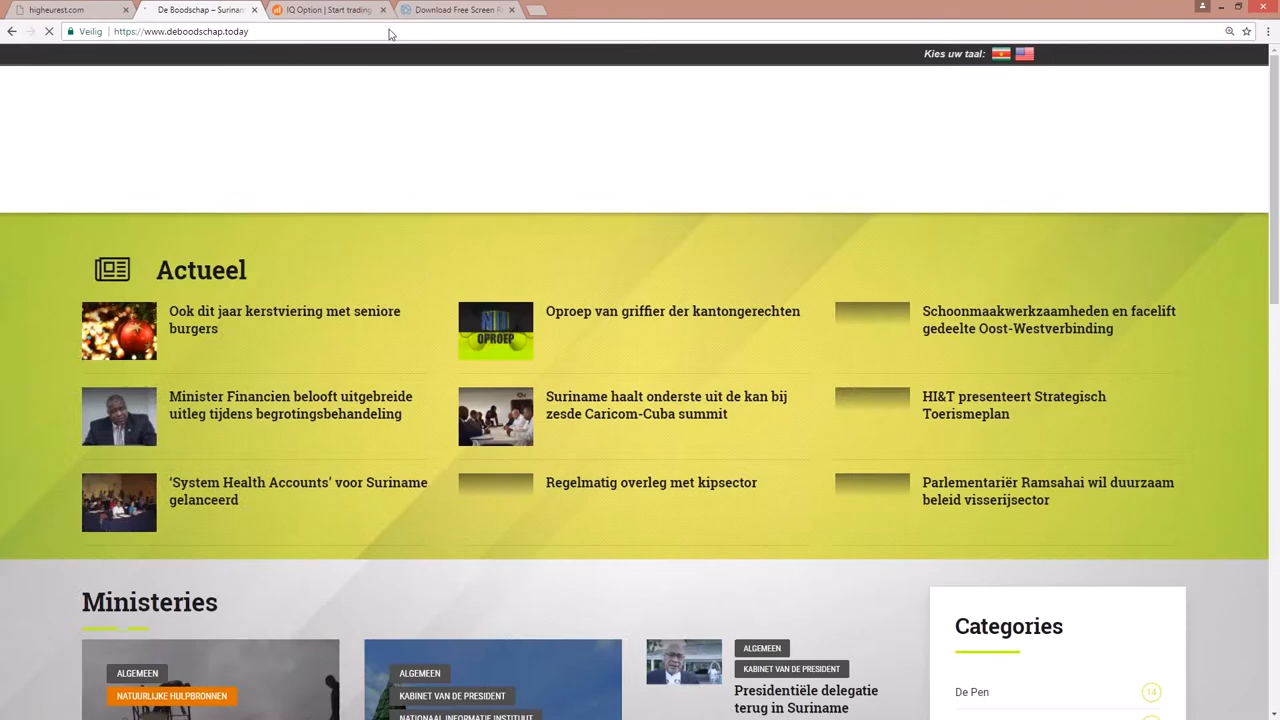 higheurest.com
De Boodschap – Surinam
IQ Option | Start trading
Download Free Screen R
Veilig https://www.deboodschap.today
Kies uw taal:
Actueel
Ook dit jaar kerstviering met seniore
burgers
OPROEP
Oproep van griffier der kantongerechten
Schoonmaakwerkzaamheden en facelift
gedeelte Oost-Westverbinding
Minister Financien belooft uitgebreide
uitleg tijdens begrotingsbehandeling
Suriname haalt onderste uit de kan bij
zesde Caricom-Cuba summit
HI&T presenteert Strategisch
Toerismeplan
‘System Health Accounts’ voor Suriname
gelanceerd
Regelmatig overleg met kipsector
Parlementariër Ramsahai wil duurzaam
beleid visserijsector
Ministeries
ALGEMEEN
NATUURLIJKE HULPBRONNEN
ALGEMEEN
KABINET VAN DE PRESIDENT
NATIONAAL INFORMATIE INSTITUUT
ALGEMEEN
KABINET VAN DE PRESIDENT
Presidentiële delegatie
terug in Suriname
Categories
De Pen 14